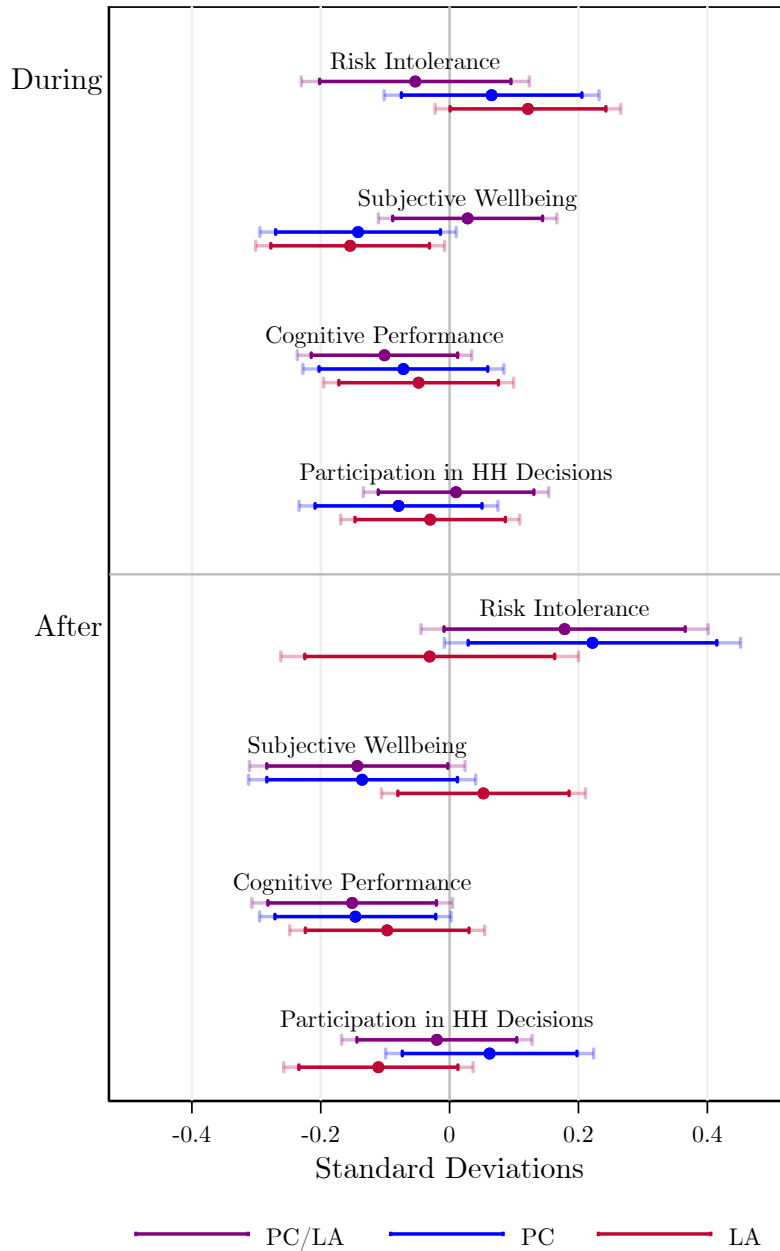 During
Risk Intolerance
Subjective Wellbeing
Cognitive Performance
Participation in HH Decisions
After
Risk Intolerance
Subjective Wellbeing
Cognitive Performance
Participation in HH Decisions
-0.4 -0.2 0 0.2 0.4
Standard Deviations
PC/LA PC LA